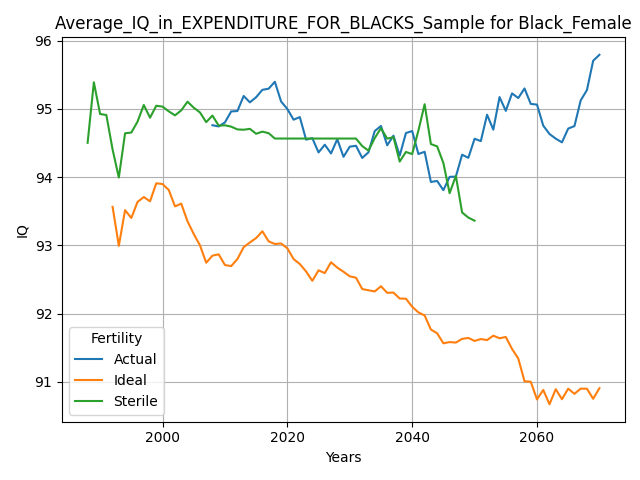 Average_IQ_in_EXPENDITURE_FOR_BLACKS_Sample for Black_Female
96
95
94
93
92
91
IQ
Fertility
Actual
Ideal
Sterile
2000
2020
2040
2060
Years